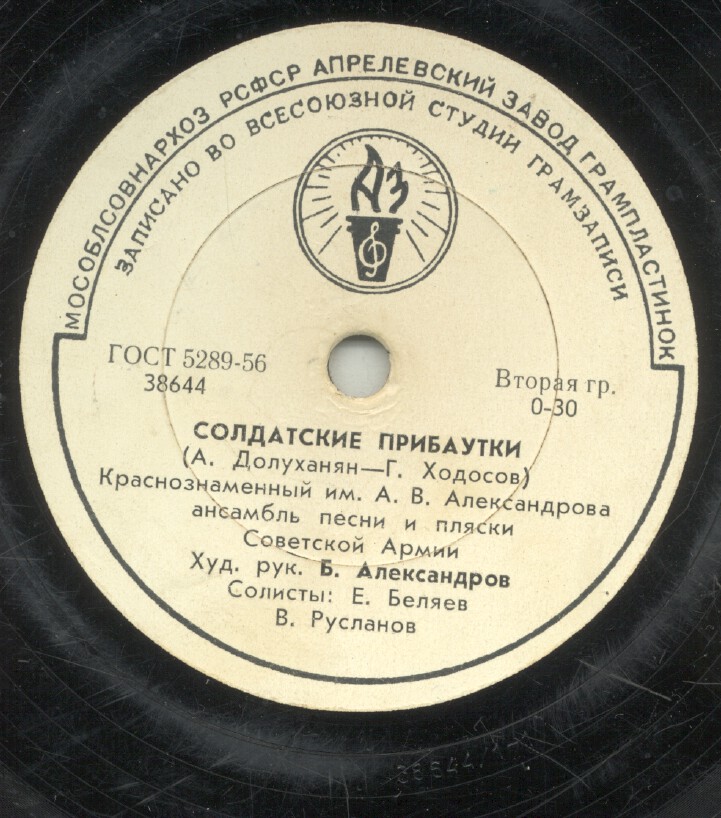 МОСОБЛСОВНАРХОЗ РСФСР АПРЕЛЕВСКИЙ ЗАВОД ГРАМПЛАСТИНОК
ЗАПИСАНО ВО ВСЕСОЮЗНОЙ СТУДИИ ГРАМЗАПИСИ
АЗ
ГОСТ 5289-56
38644
Вторая гр.
0-30
СОЛДАТСКИЕ ПРИБАУТКИ
(А. Долуханян—Г. Ходосов)
Краснознаменный им. А. В. Александрова
ансамбль песни и пляски
Советской Армии
Худ. рук. Б. Александров
Солисты: Е. Беляев
В. Русланов